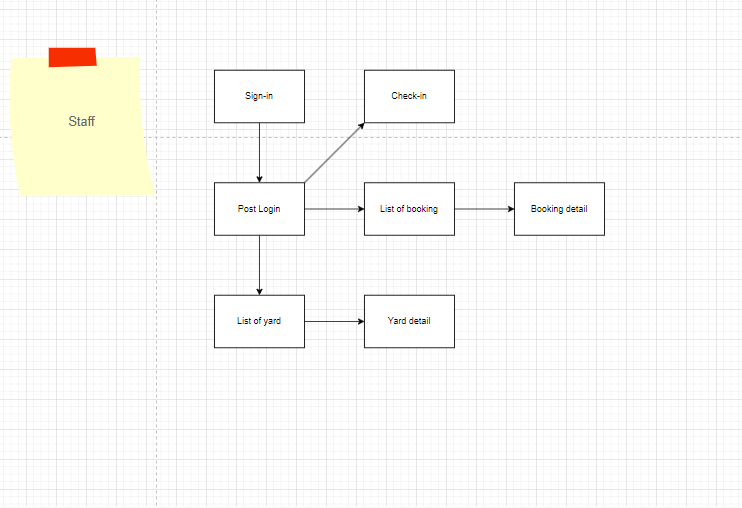 Staff
Sign-in
Check-in
Post Login
List of booking
Booking detail
List of yard
Yard detail